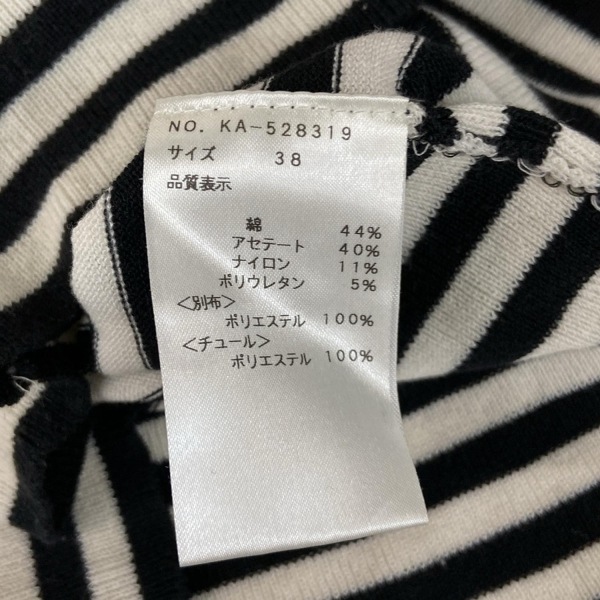 NO. KA-528319
サイズ 38
品質表示
綿 44%
アセテート 40%
ナイロン 11%
ポリウレタン 5%
<別布>
ポリエステル 100%
<チュール>
ポリエステル 100%